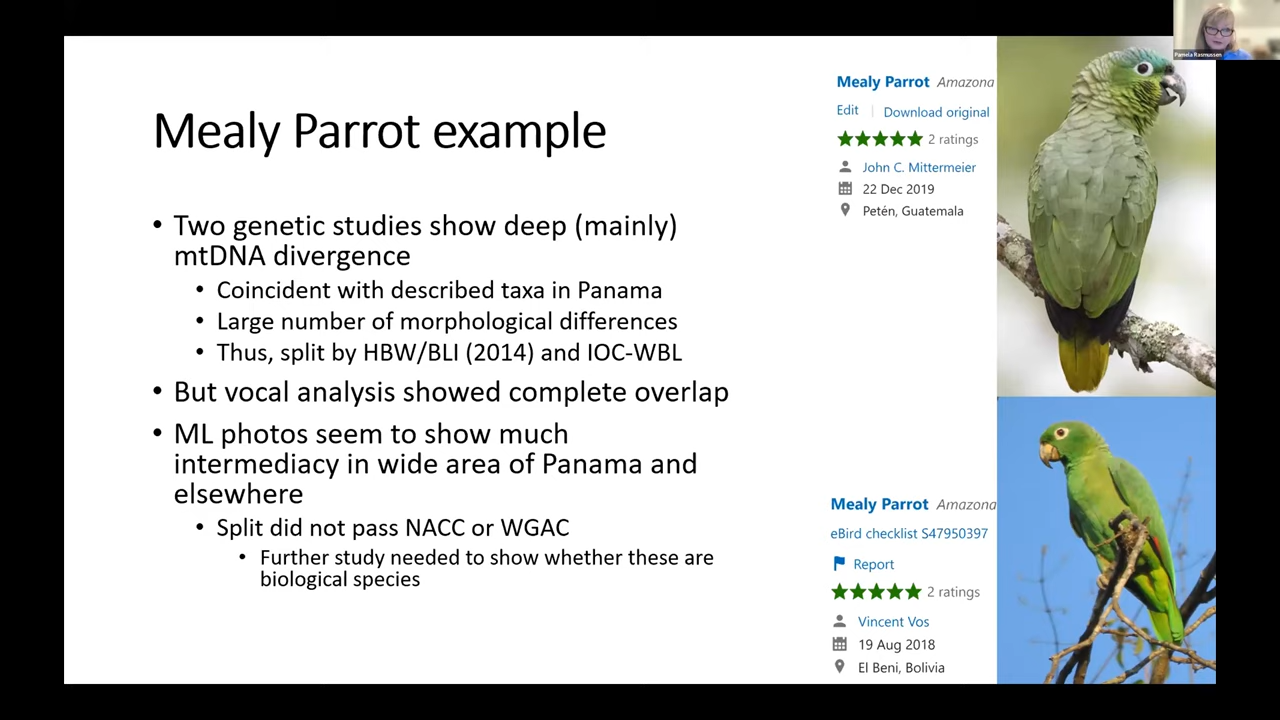 Pamela Rasmussen
Mealy Parrot example
• Two genetic studies show deep (mainly)
mtDNA divergence
• Coincident with described taxa in Panama
• Large number of morphological differences
• Thus, split by HBW/BLI (2014) and IOC-WBL
• But vocal analysis showed complete overlap
• ML photos seem to show much
intermediacy in wide area of Panama and
elsewhere
• Split did not pass NACC or WGAC
• Further study needed to show whether these are
biological species
Mealy Parrot Amazona
Edit | Download original
★★★★★ 2 ratings
John C. Mittermeier
22 Dec 2019
Petén, Guatemala
Mealy Parrot Amazona
eBird checklist S47950397
Report
★★★★★ 2 ratings
Vincent Vos
19 Aug 2018
El Beni, Bolivia